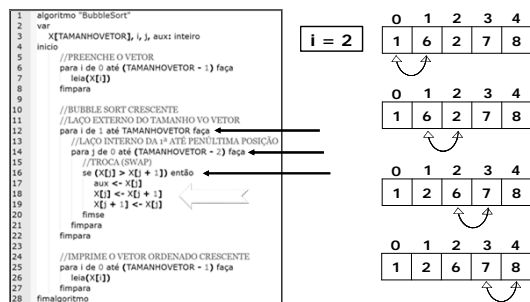 1 algoritmo "BubbleSort"
2 var
3 X[TAMANHOVETOR], i, j, aux: inteiro
4 inicio
5 //PREENCHE O VETOR
6 para i de 0 até (TAMANHOVETOR - 1) faça
7 leia(X[i])
8 fimpara
9
10 //BUBBLE SORT CRESCENTE
11 //LAÇO EXTERNO DO TAMANHO VO VETOR
12 para i de 1 até TAMANHOVETOR faça
13 //LAÇO INTERNO DA 1ª ATÉ PENÚLTIMA POSIÇÃO
14 para j de 0 até (TAMANHOVETOR - 2) faça
15 //TROCA (SWAP)
16 se (X[j] > X[j + 1]) então
17 aux <- X[j]
18 X[j] <- X[j + 1]
19 X[j + 1] <- X[j]
20 fimse
21 fimpara
22 fimpara
23
24 //IMPRIME O VETOR ORDENADO CRESCENTE
25 para i de 0 até (TAMANHOVETOR - 1) faça
26 leia(X[i])
27 fimpara
28 fimalgoritmo
i = 2
0 1 2 3 4
1 6 2 7 8
0 1 2 3 4
1 6 2 7 8
0 1 2 3 4
1 2 6 7 8
0 1 2 3 4
1 2 6 7 8